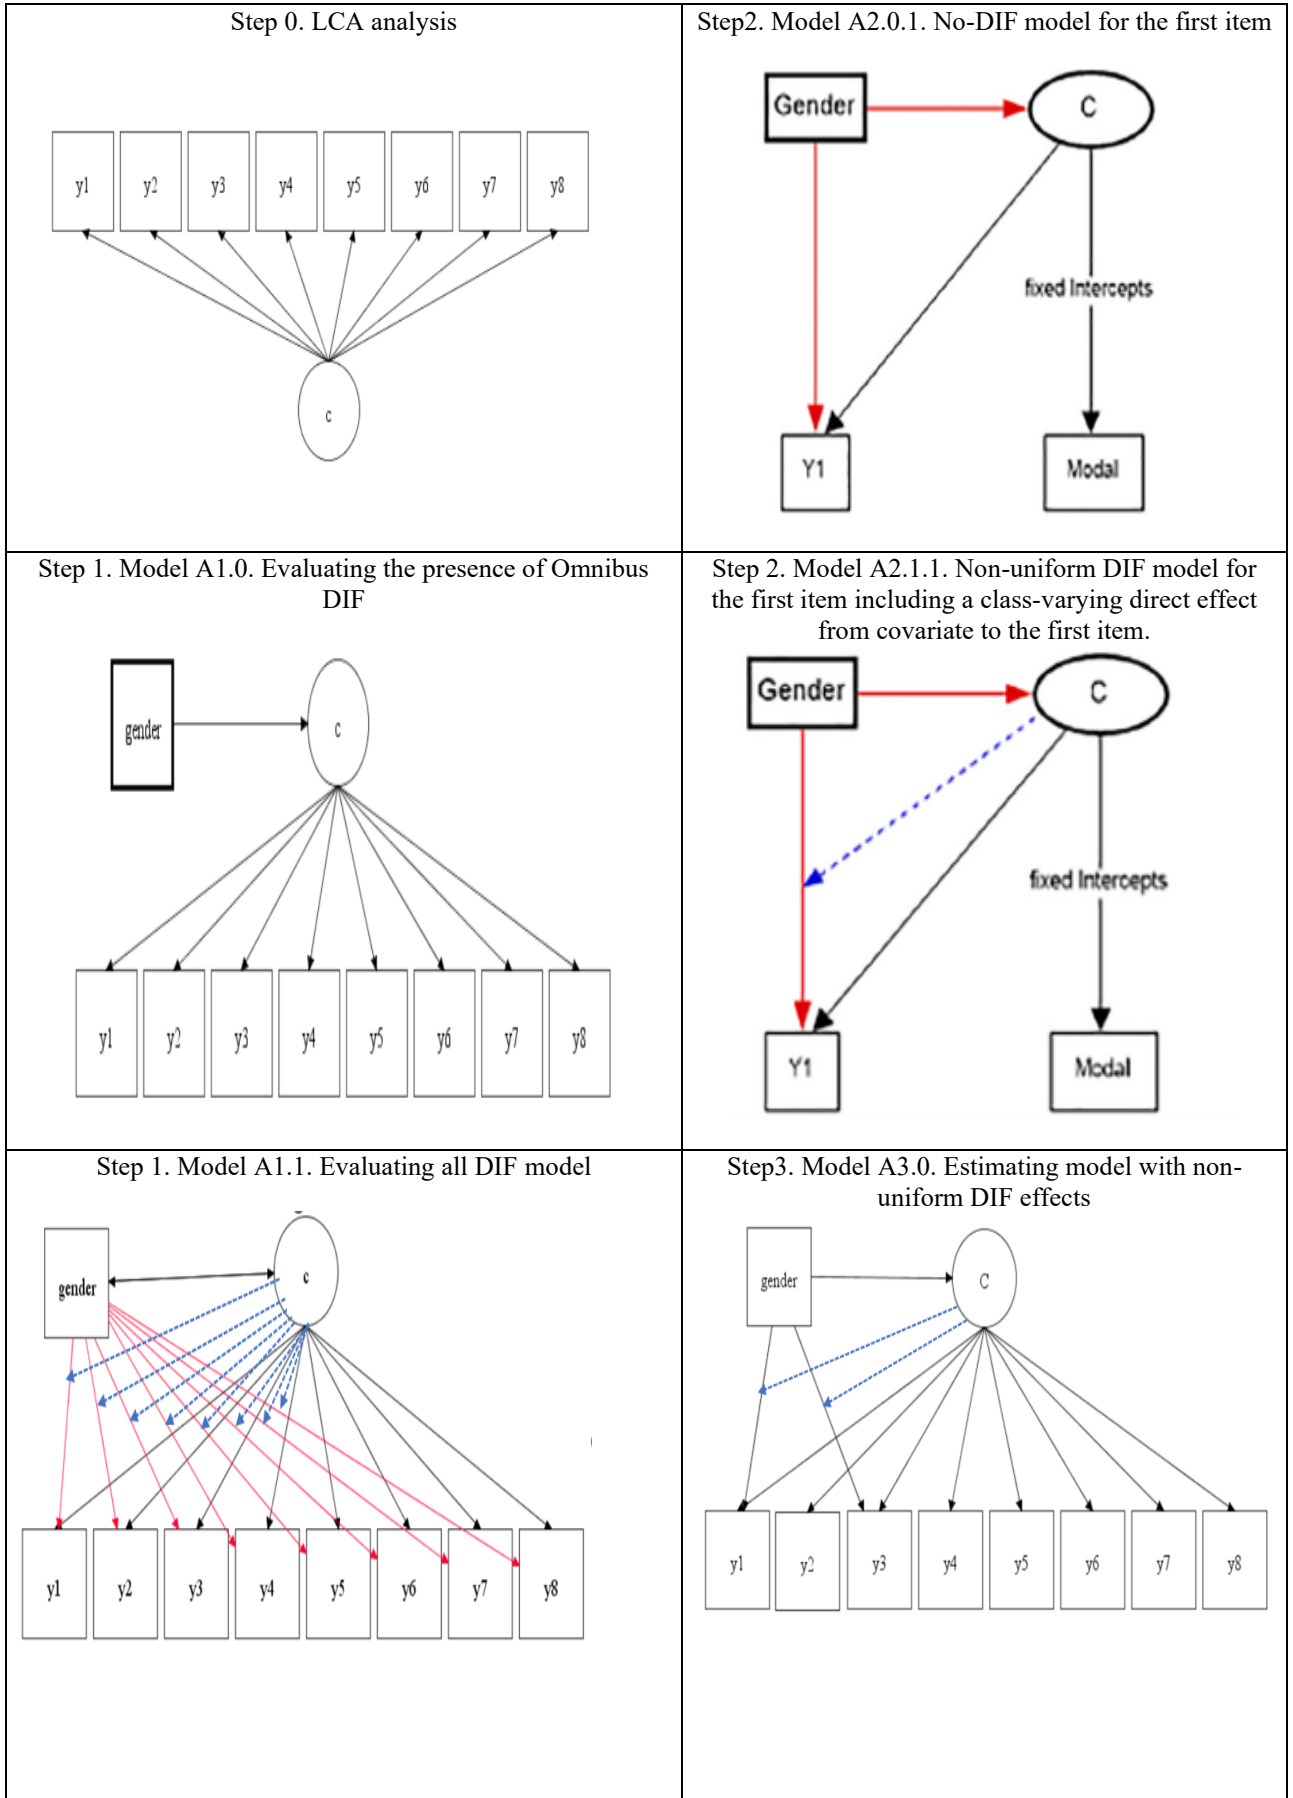 Step 0. LCA analysis
y1 y2 y3 y4 y5 y6 y7 y8
c
Step2. Model A2.0.1. No-DIF model for the first item
Gender
C
fixed Intercepts
Y1
Modal
Step 1. Model A1.0. Evaluating the presence of Omnibus
DIF
gender
c
y1 y2 y3 y4 y5 y6 y7 y8
Step 2. Model A2.1.1. Non-uniform DIF model for
the first item including a class-varying direct effect
from covariate to the first item.
Gender
C
fixed Intercepts
Y1
Modal
Step 1. Model A1.1. Evaluating all DIF model
gender
c
y1 y2 y3 y4 y5 y6 y7 y8
Step3. Model A3.0. Estimating model with non-
uniform DIF effects
gender
C
y1 y2 y3 y4 y5 y6 y7 y8